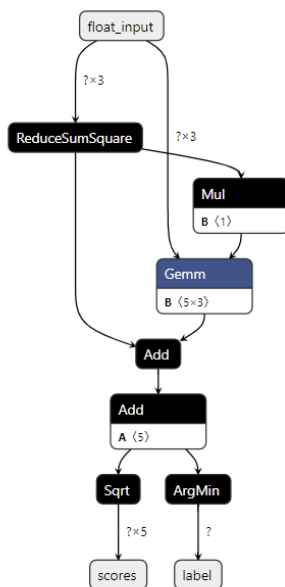 float_input
?×3
ReduceSumSquare
?×3
Mul
B ⟨1⟩
Gemm
B ⟨5×3⟩
Add
Add
A ⟨5⟩
Sqrt
ArgMin
?×5
?
scores
label